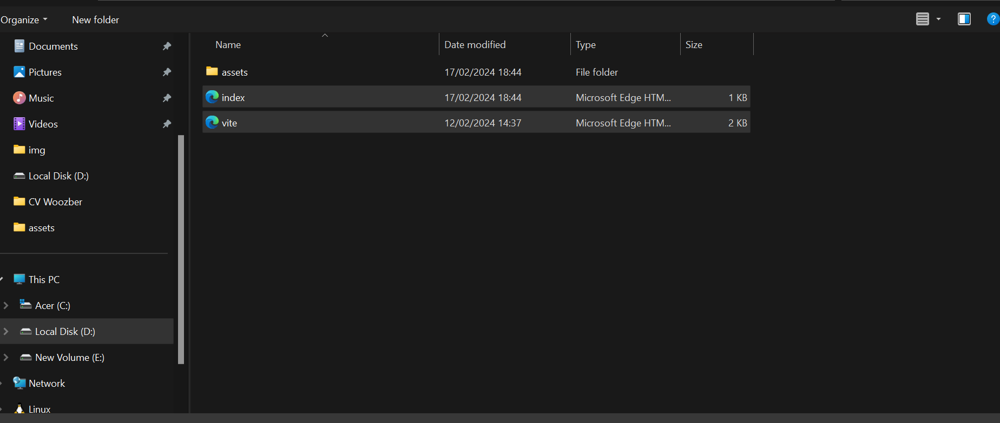 Organize
New folder
?
Documents
Pictures
Music
Videos
img
Local Disk (D:)
CV Woozber
assets
This PC
Acer (C:)
Local Disk (D:)
New Volume (E:)
Network
Linux
Name Date modified Type Size
assets 17/02/2024 18:44 File folder
index 17/02/2024 18:44 Microsoft Edge HTM... 1 KB
vite 12/02/2024 14:37 Microsoft Edge HTM... 2 KB